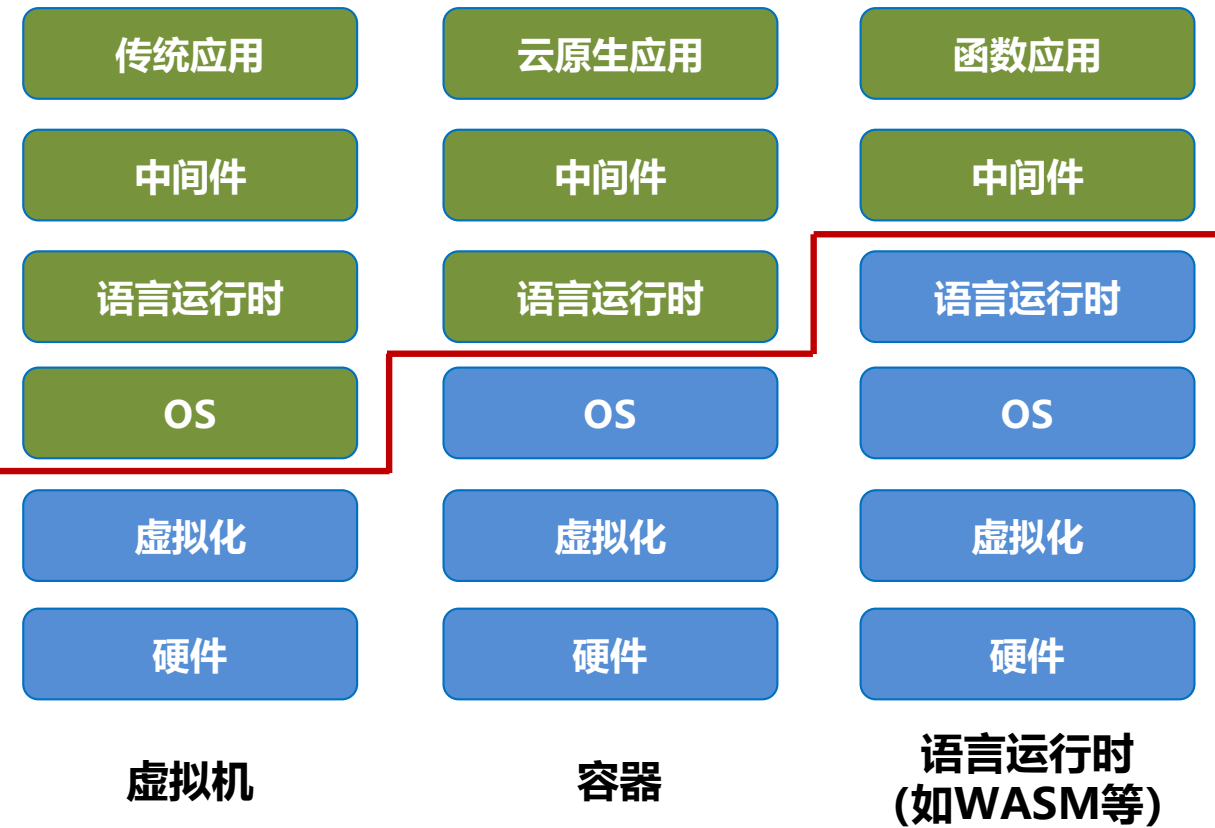 传统应用
云原生应用
函数应用
中间件
中间件
中间件
语言运行时
语言运行时
语言运行时
OS
OS
OS
虚拟化
虚拟化
虚拟化
硬件
硬件
硬件
虚拟机
容器
语言运行时
(如WASM等)